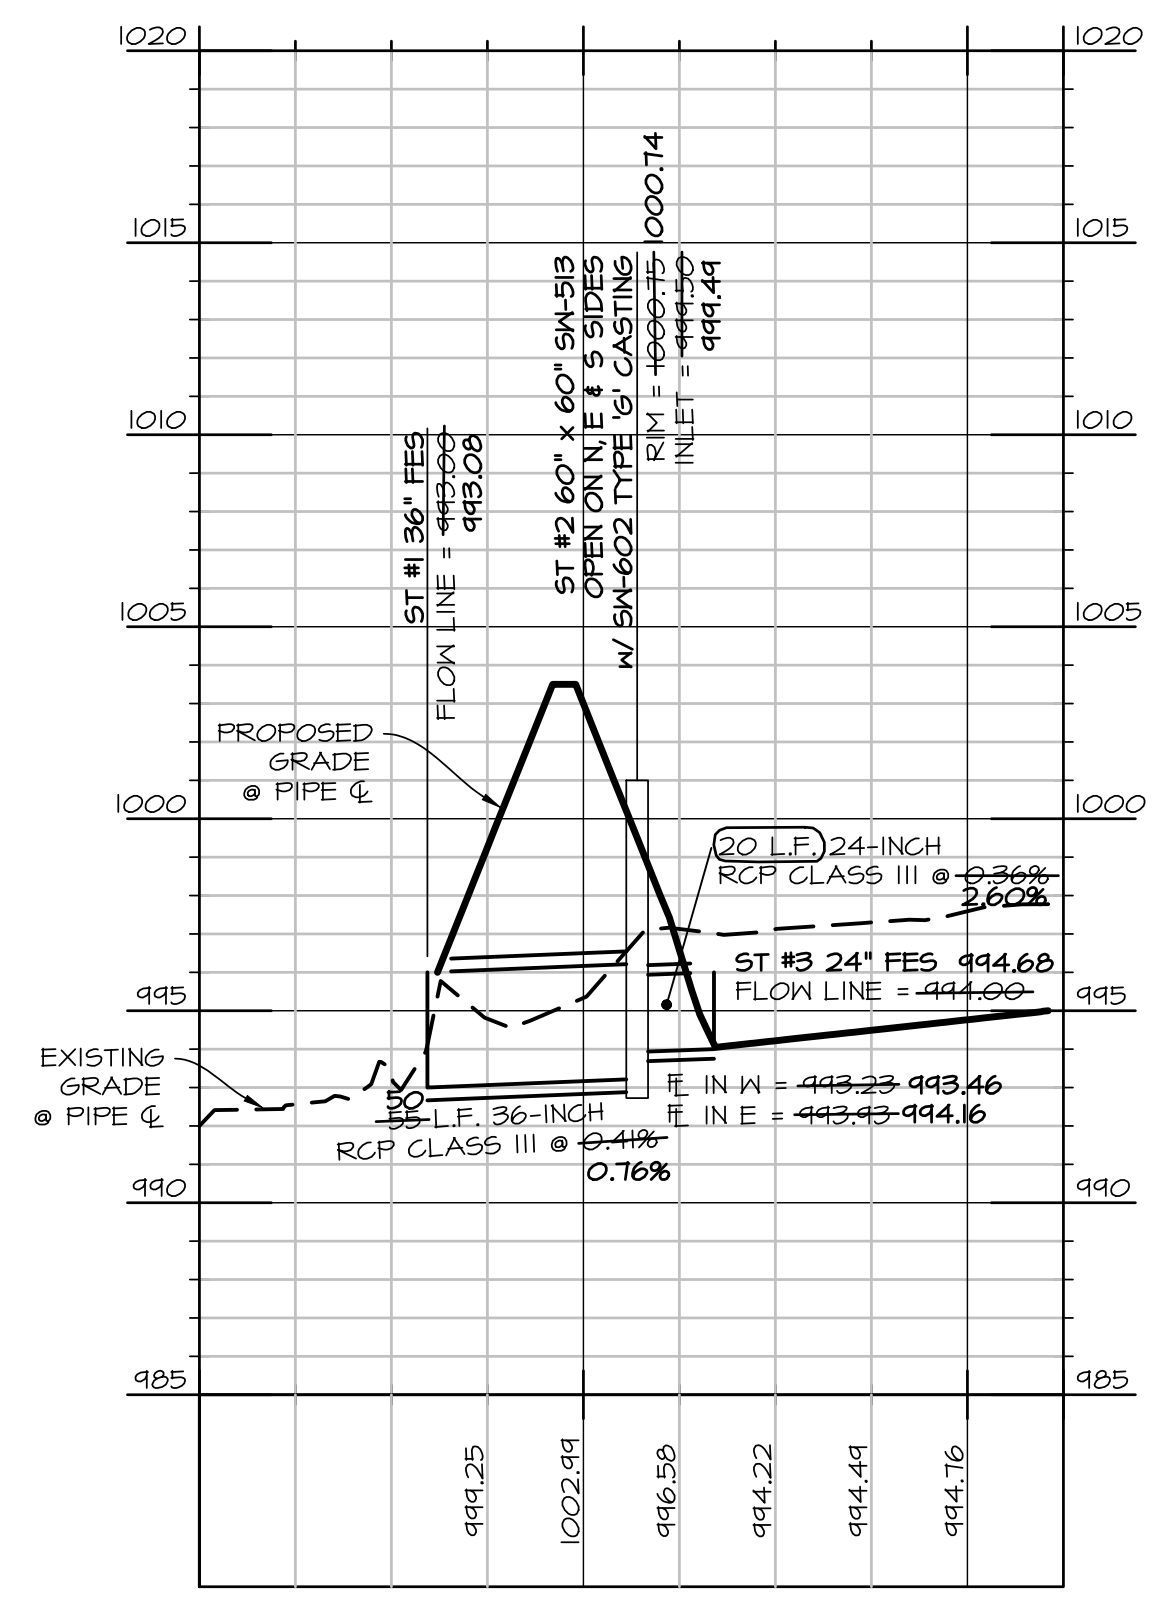 1020
1020
1015
1015
1010
1010
1005
1005
1000
1000
995
995
990
990
985
985
ST #1 36" FES
FLOW LINE = 993.00
993.08
ST #2 60" x 60" SW-513
OPEN ON N, E & S SIDES
W/ SW-602 TYPE 'G' CASTING
RIM = 1000.75 1000.74
INLET = 999.50
999.49
PROPOSED
GRADE
@ PIPE ℄
20 L.F. 24-INCH
RCP CLASS III @ 0.36%
2.60%
ST #3 24" FES 994.68
FLOW LINE = 994.00
EXISTING
GRADE
@ PIPE ℄
FL IN W = 993.23 993.46
FL IN E = 993.93 994.16
50
55 L.F. 36-INCH
RCP CLASS III @ 0.41%
0.76%
999.25
1002.99
996.58
994.22
994.49
994.76